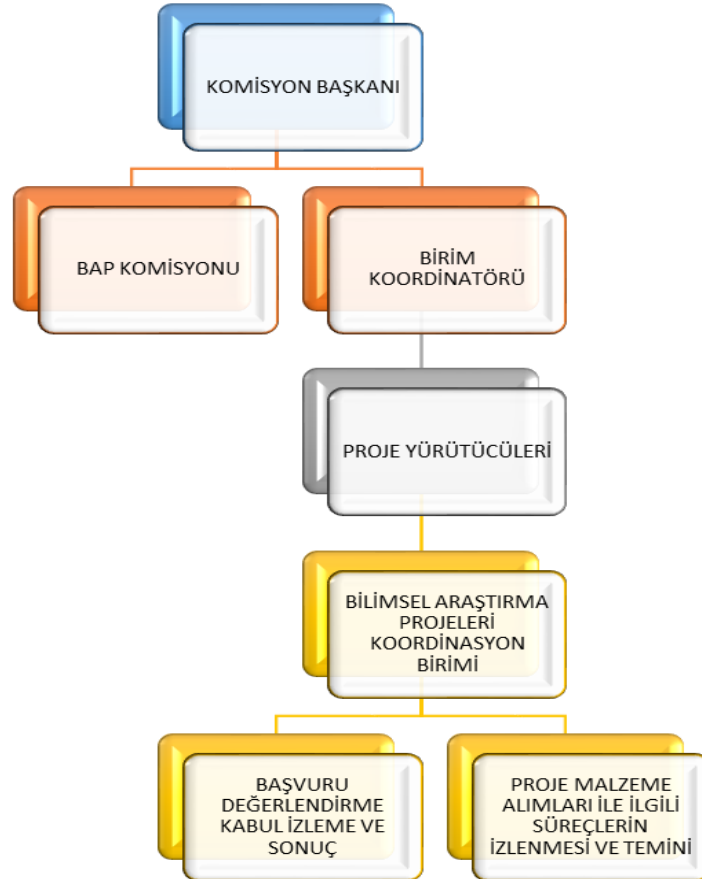 KOMİSYON BAŞKANI
BAP KOMİSYONU
BİRİM
KOORDİNATÖRÜ
PROJE YÜRÜTÜCÜLERİ
BİLİMSEL ARAŞTIRMA
PROJELERİ
KOORDİNASYON
BİRİMİ
BAŞVURU
DEĞERLENDİRME
KABUL İZLEME VE
SONUÇ
PROJE MALZEME
ALIMLARI İLE İLGİLİ
SÜREÇLERİN
İZLENMESİ VE TEMİNİ